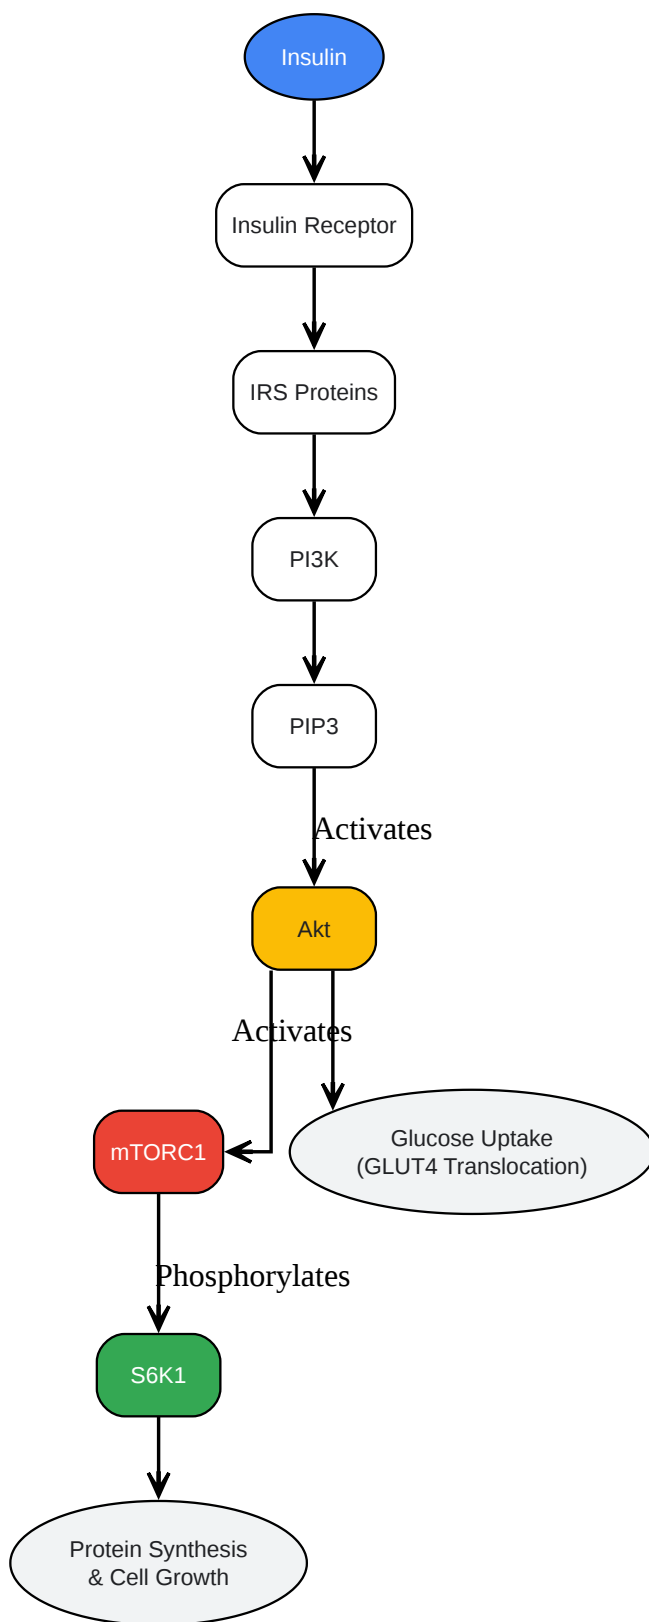 Insulin
Insulin Receptor
IRS Proteins
PI3K
PIP3
Activates
Akt
Activates
mTORC1
Glucose Uptake
(GLUT4 Translocation)
Phosphorylates
S6K1
Protein Synthesis
& Cell Growth